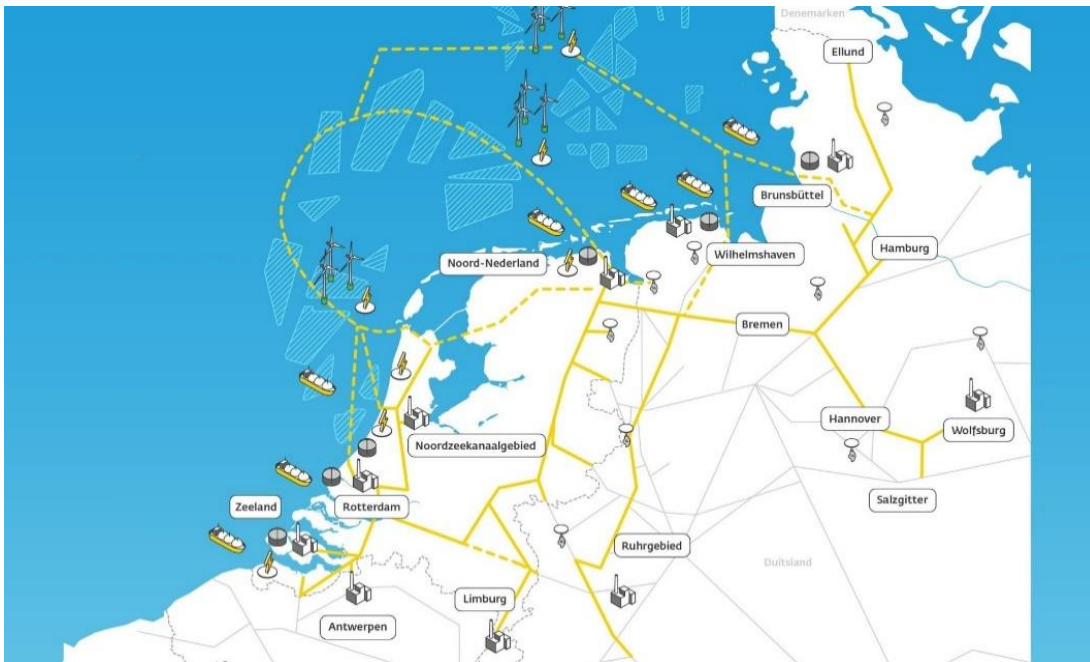 Denemarken
Ellund
Brunsbüttel
Hamburg
Noord-Nederland
Wilhelmshaven
Bremen
Hannover
Wolfsburg
Noordzeekanaalgebied
Salzgitter
Zeeland
Rotterdam
Ruhrgebied
Duitsland
Limburg
Antwerpen